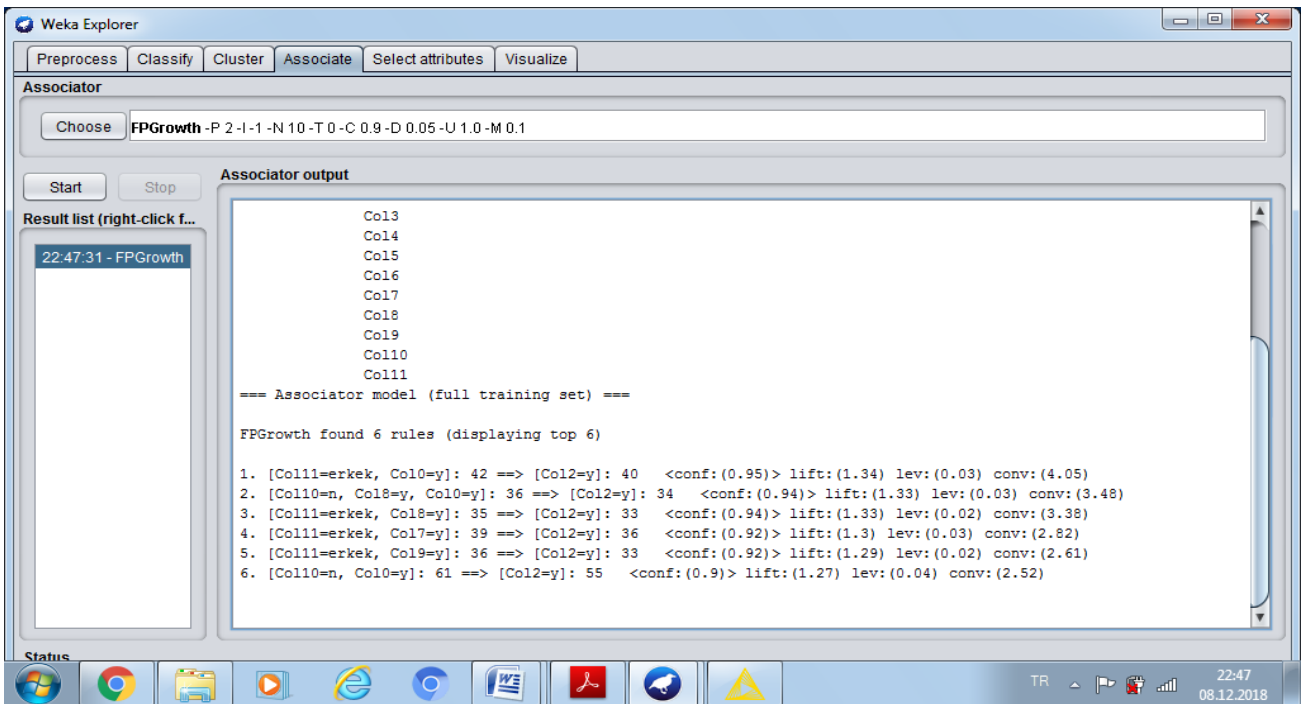 Weka Explorer
Preprocess Classify Cluster Associate Select attributes Visualize
Associator
Choose FPGrowth -P 2 -I -1 -N 10 -T 0 -C 0.9 -D 0.05 -U 1.0 -M 0.1
Start Stop
Associator output
Result list (right-click f...
22:47:31 - FPGrowth
Col3
Col4
Col5
Col6
Col7
Col8
Col9
Col10
Col11
=== Associator model (full training set) ===
FPGrowth found 6 rules (displaying top 6)
1. [Col11=erkek, Col0=y]: 42 ==> [Col2=y]: 40 <conf:(0.95)> lift:(1.34) lev:(0.03) conv:(4.05)
2. [Col10=n, Col8=y, Col0=y]: 36 ==> [Col2=y]: 34 <conf:(0.94)> lift:(1.33) lev:(0.03) conv:(3.48)
3. [Col11=erkek, Col8=y]: 35 ==> [Col2=y]: 33 <conf:(0.94)> lift:(1.33) lev:(0.02) conv:(3.38)
4. [Col11=erkek, Col7=y]: 39 ==> [Col2=y]: 36 <conf:(0.92)> lift:(1.3) lev:(0.03) conv:(2.82)
5. [Col11=erkek, Col9=y]: 36 ==> [Col2=y]: 33 <conf:(0.92)> lift:(1.29) lev:(0.02) conv:(2.61)
6. [Col10=n, Col0=y]: 61 ==> [Col2=y]: 55 <conf:(0.9)> lift:(1.27) lev:(0.04) conv:(2.52)
Status
TR
22:47
08.12.2018